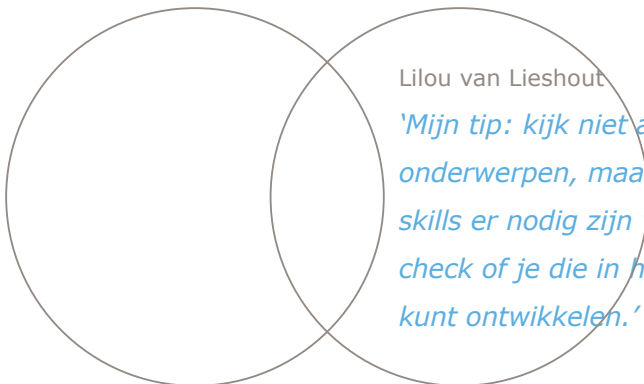 Lilou van Lieshout
‘Mijn tip: kijk niet
onderwerpen,
skills er nodig zijn
check of je die in
kunt ontwikkelen.’